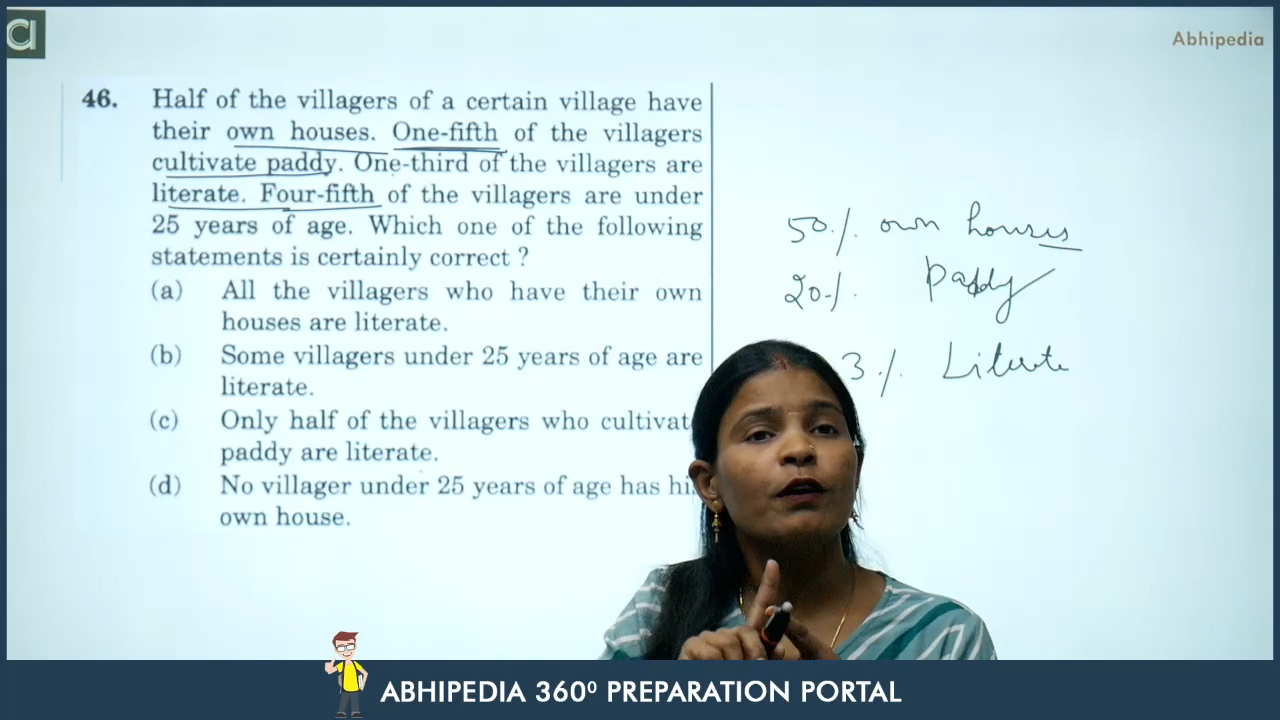 Abhipedia
46. Half of the villagers of a certain village have
their own houses. One-fifth of the villagers
cultivate paddy. One-third of the villagers are
literate. Four-fifth of the villagers are under
25 years of age. Which one of the following
statements is certainly correct ?
(a) All the villagers who have their own
houses are literate.
(b) Some villagers under 25 years of age are
literate.
(c) Only half of the villagers who cultivat
paddy are literate.
(d) No villager under 25 years of age has hi
own house.
50% own houses
20% Paddy
3% Literate
ABHIPEDIA 360⁰ PREPARATION PORTAL